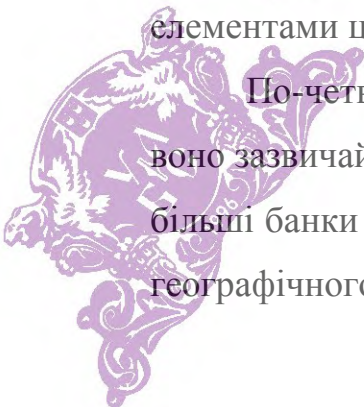 елементами
По-четв
воно зазвичай
більші банки
географічного